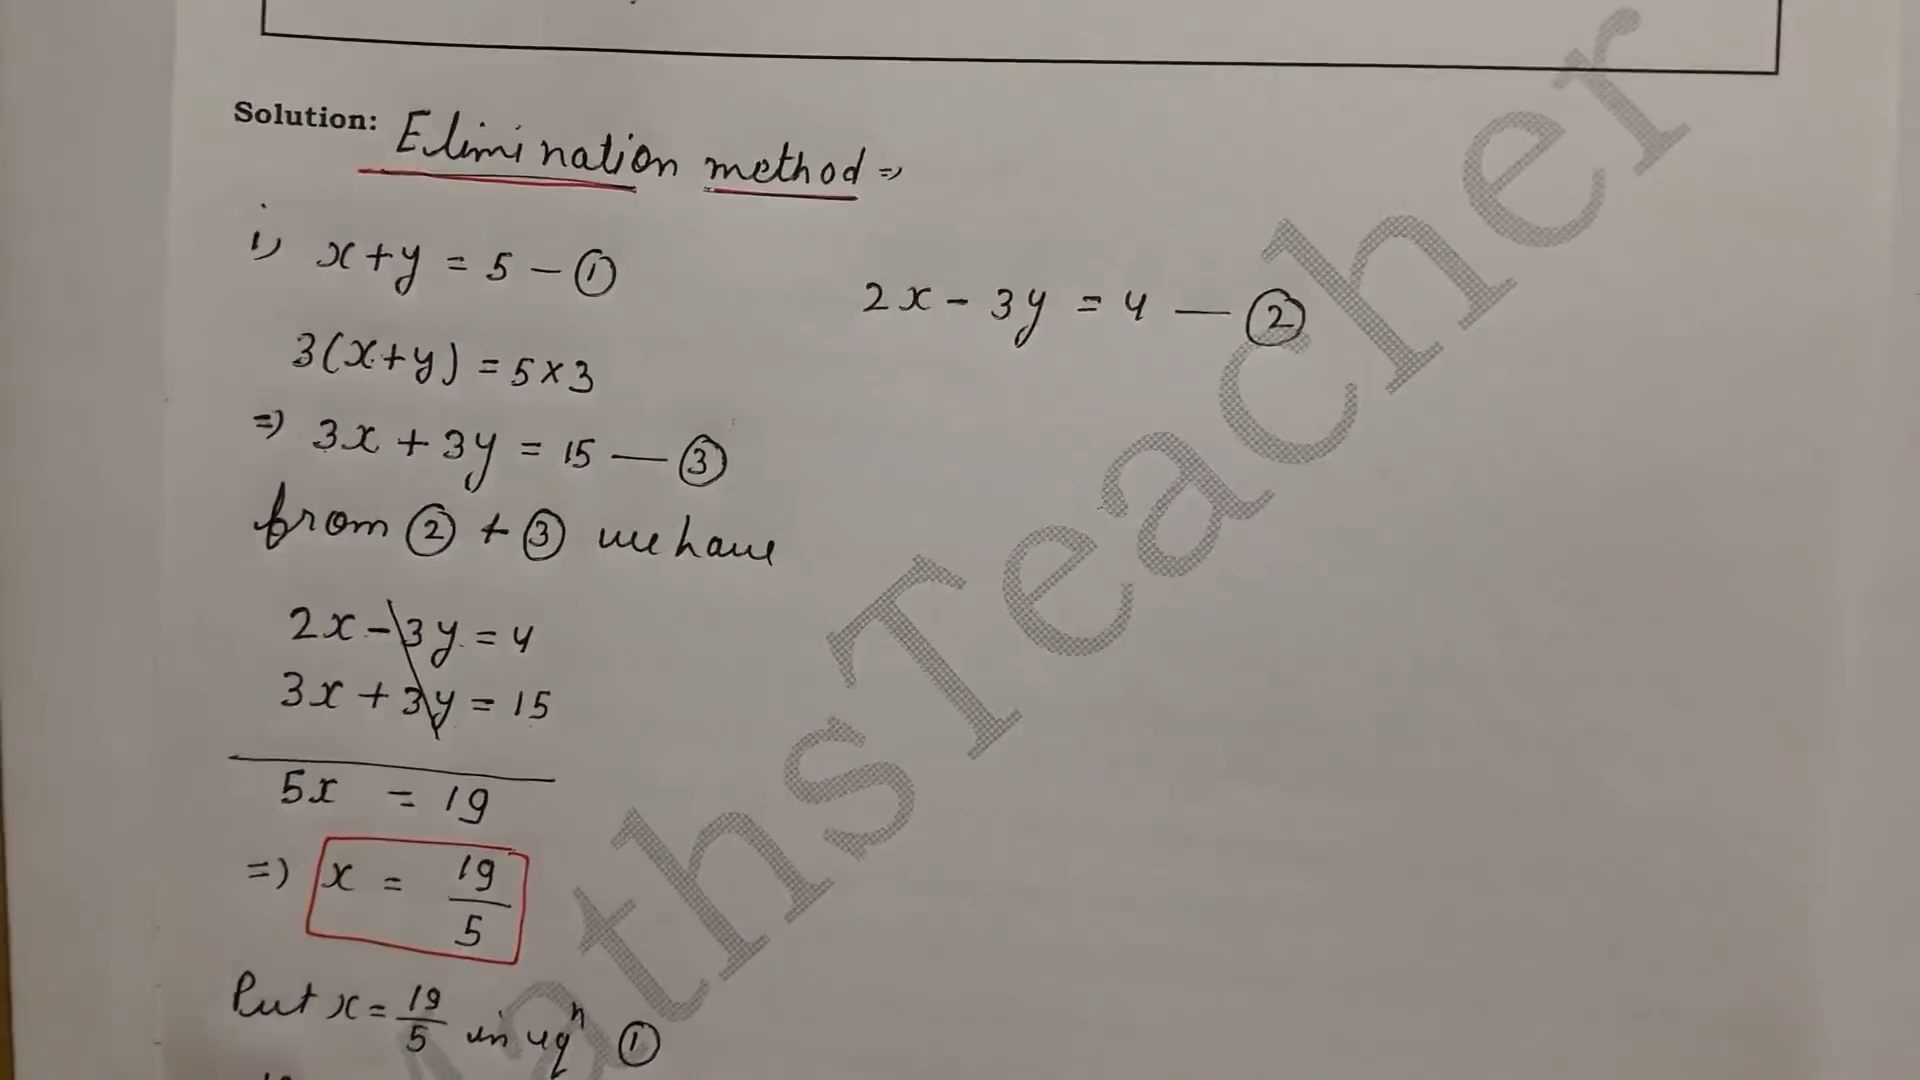 Solution: Elimination method ⇒
i) x+y = 5 – ①
2x - 3y = 4 — ②
3(x+y) = 5×3
⇒ 3x + 3y = 15 — ③
from ② + ③ we have
2x - 3y = 4
3x + 3y = 15
5x = 19
⇒ x = 19/5
Put x = 19/5 in eqⁿ ①
MathsTeacher